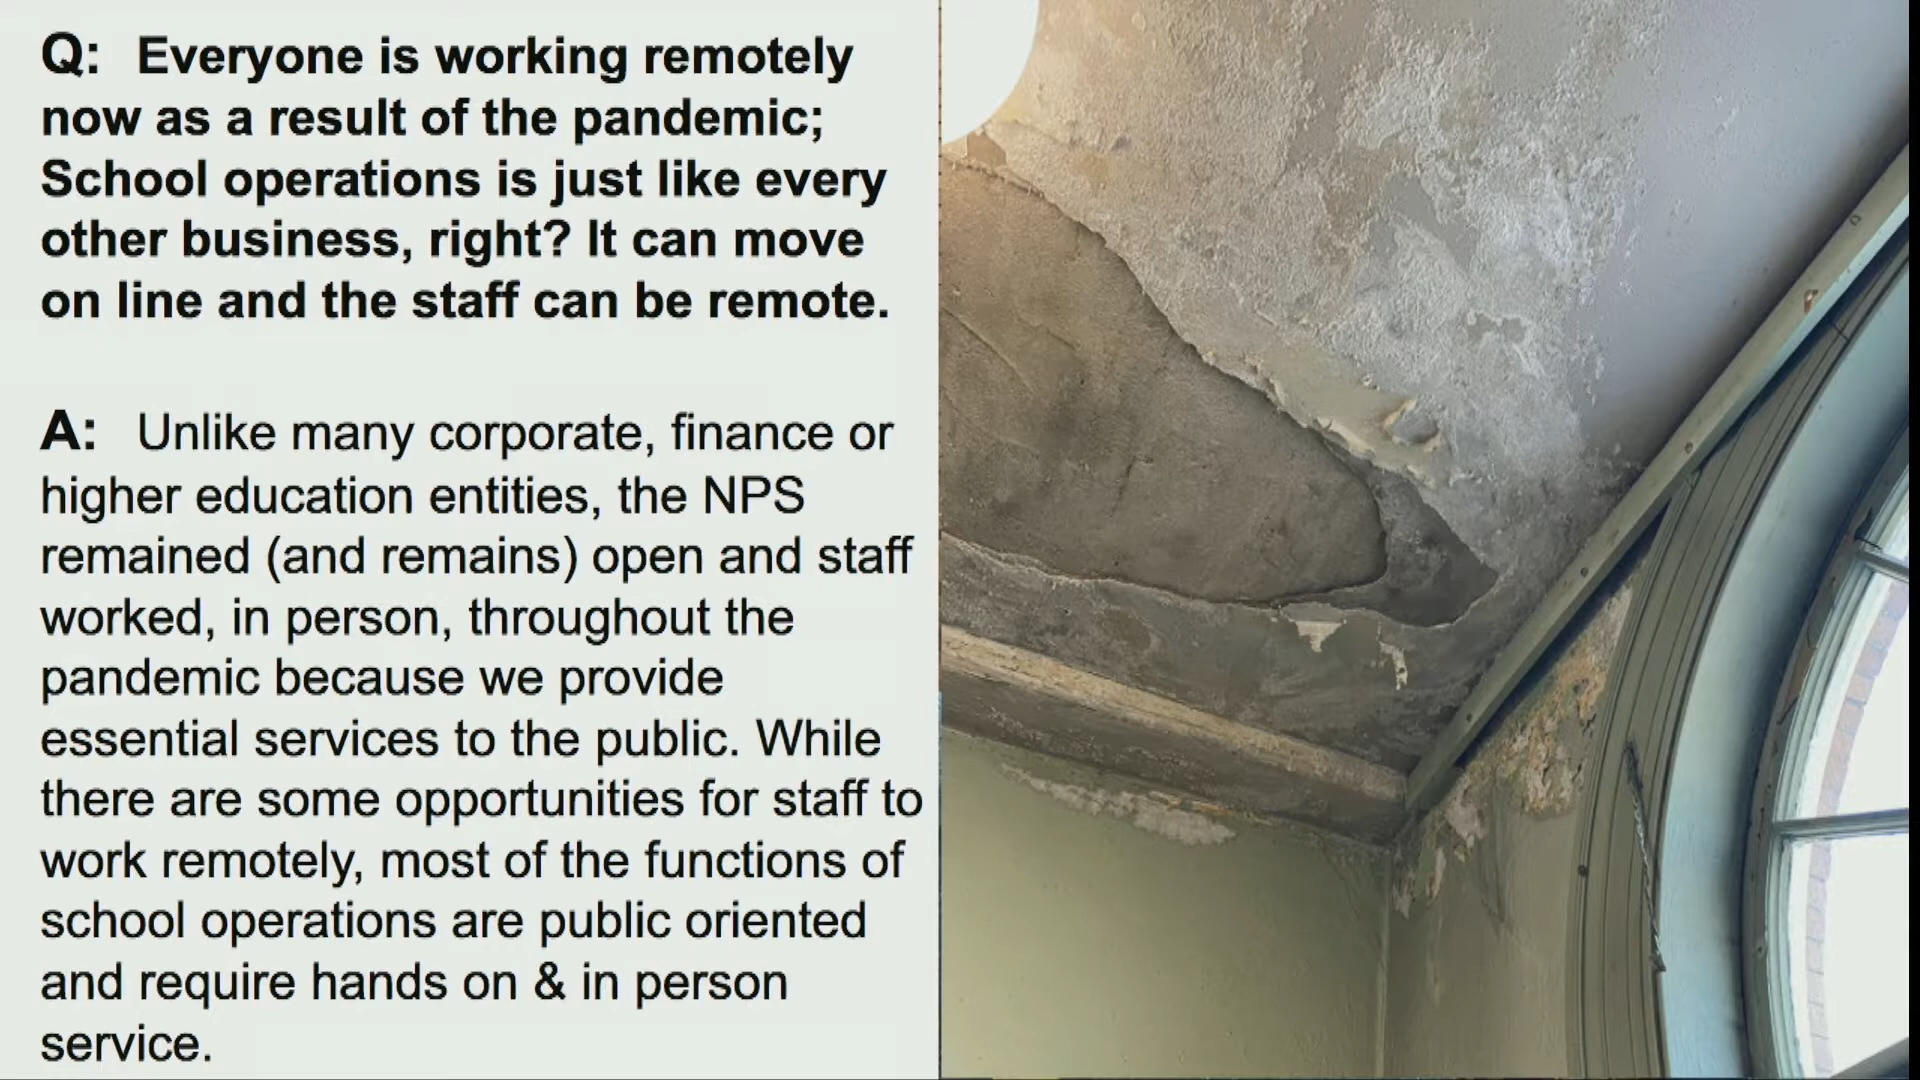 Q: Everyone is working remotely
now as a result of the pandemic;
School operations is just like every
other business, right? It can move
on line and the staff can be remote.
A: Unlike many corporate, finance or
higher education entities, the NPS
remained (and remains) open and staff
worked, in person, throughout the
pandemic because we provide
essential services to the public. While
there are some opportunities for staff to
work remotely, most of the functions of
school operations are public oriented
and require hands on & in person
service.